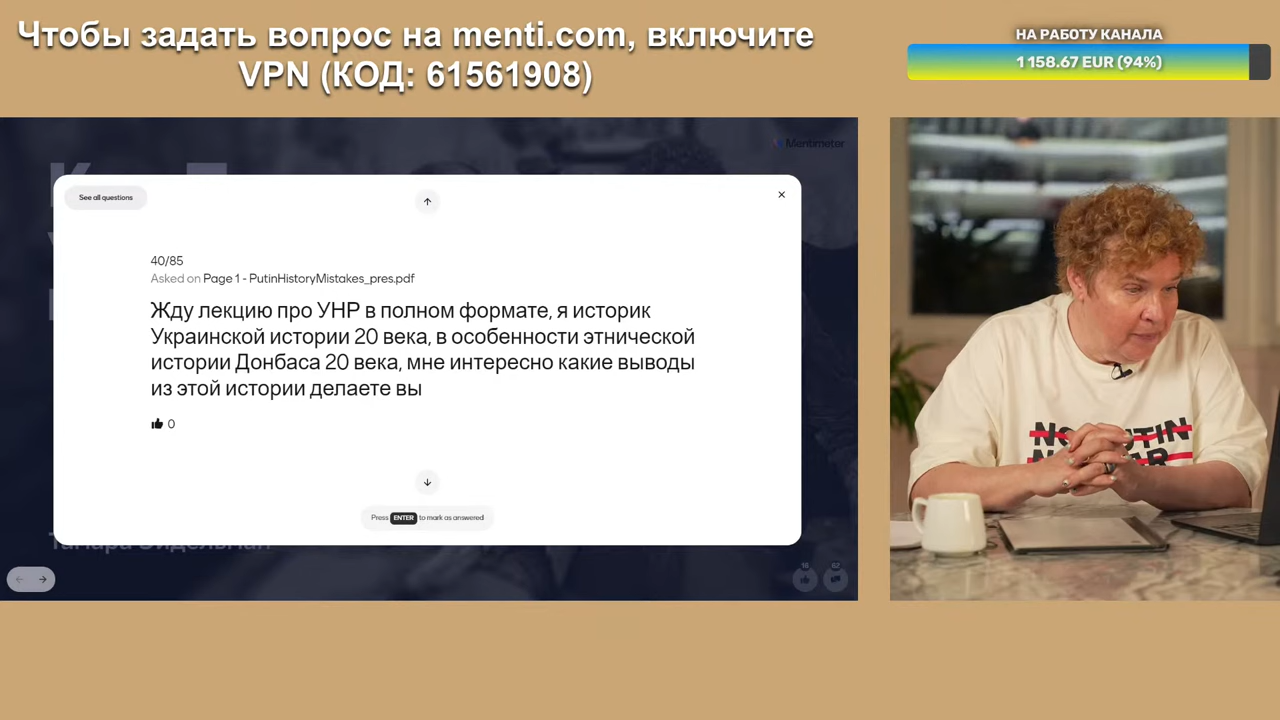 Чтобы задать вопрос на menti.com, включите
VPN (КОД: 61561908)
НА РАБОТУ КАНАЛА
1 158.67 EUR (94%)
Mentimeter
See all questions
40/85
Asked on Page 1 - PutinHistoryMistakes_pres.pdf
Жду лекцию про УНР в полном формате, я историк
Украинской истории 20 века, в особенности этнической
истории Донбаса 20 века, мне интересно какие выводы
из этой истории делаете вы
0
Press ENTER to mark as answered
16 62